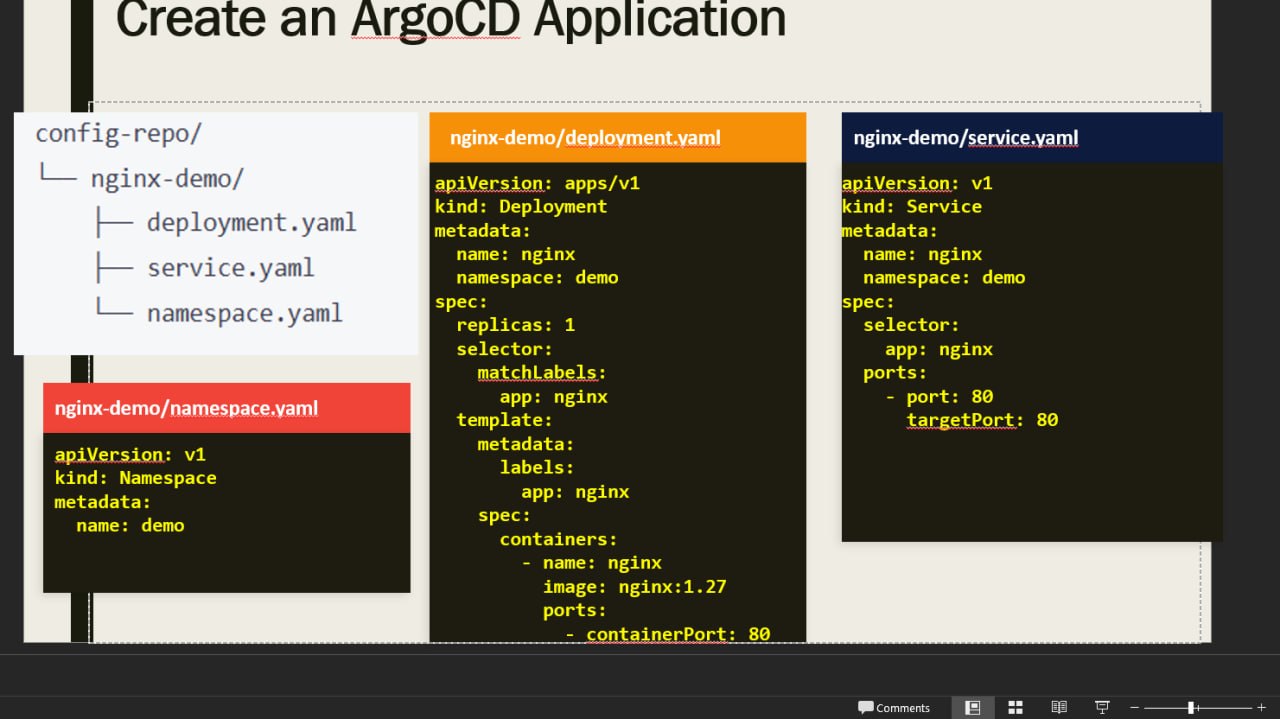 Create an ArgoCD Application
config-repo/
└── nginx-demo/
├── deployment.yaml
├── service.yaml
└── namespace.yaml
nginx-demo/namespace.yaml
apiVersion: v1
kind: Namespace
metadata:
  name: demo
nginx-demo/deployment.yaml
apiVersion: apps/v1
kind: Deployment
metadata:
  name: nginx
  namespace: demo
spec:
  replicas: 1
  selector:
    matchLabels:
      app: nginx
  template:
    metadata:
      labels:
        app: nginx
    spec:
      containers:
        - name: nginx
          image: nginx:1.27
          ports:
            - containerPort: 80
nginx-demo/service.yaml
apiVersion: v1
kind: Service
metadata:
  name: nginx
  namespace: demo
spec:
  selector:
    app: nginx
  ports:
    - port: 80
      targetPort: 80
Comments